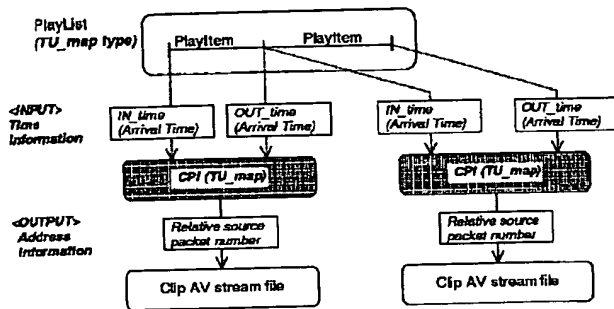 PlayList
(TU_map type)
PlayItem
PlayItem
<INPUT>
Time
Information
IN_time
(Arrival Time)
OUT_time
(Arrival Time)
IN_time
(Arrival Time)
OUT_time
(Arrival Time)
CPI (TU_map)
CPI (TU_map)
<OUTPUT>
Address
Information
Relative source
packet number
Relative source
packet number
Clip AV stream file
Clip AV stream file